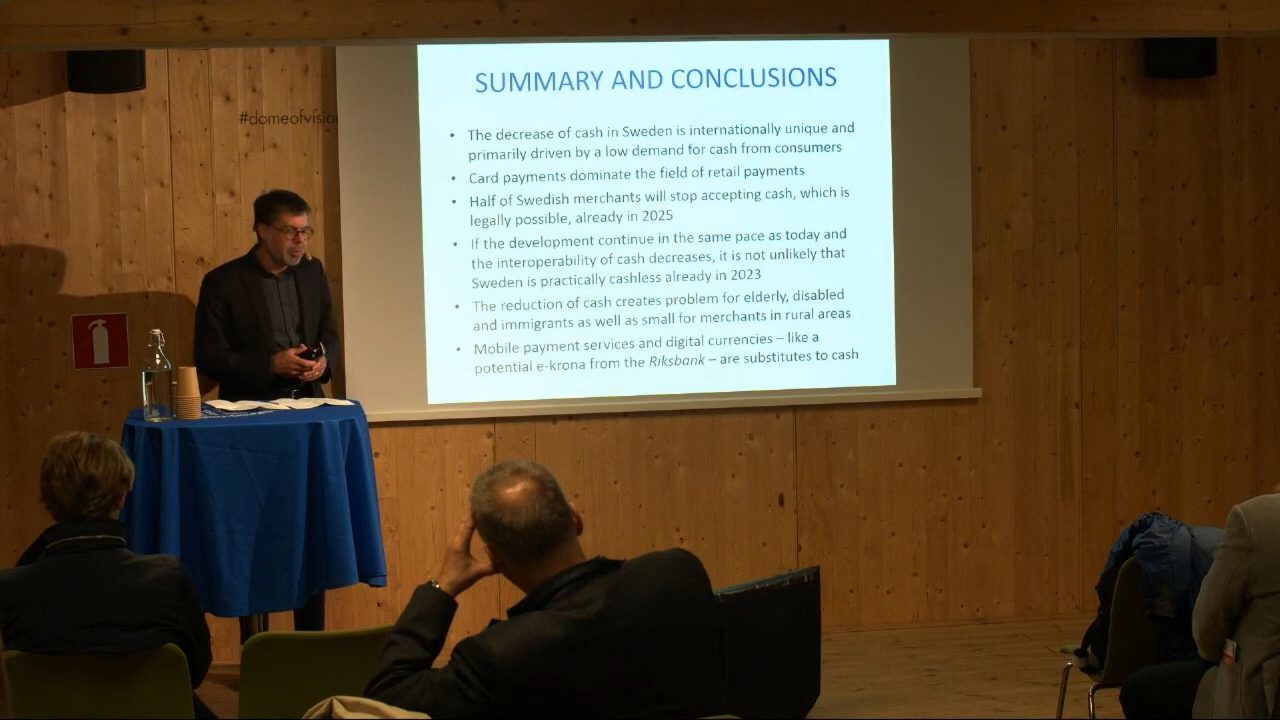 SUMMARY AND CONCLUSIONS
#domeofvisio
• The decrease of cash in Sweden is internationally unique and
primarily driven by a low demand for cash from consumers
• Card payments dominate the field of retail payments
• Half of Swedish merchants will stop accepting cash, which is
legally possible, already in 2025
• If the development continue in the same pace as today and
the interoperability of cash decreases, it is not unlikely that
Sweden is practically cashless already in 2023
• The reduction of cash creates problem for elderly, disabled
and immigrants as well as small for merchants in rural areas
• Mobile payment services and digital currencies – like a
potential e-krona from the Riksbank – are substitutes to cash